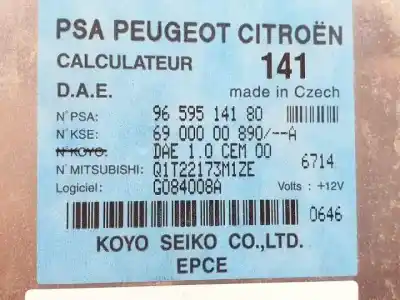 PSA PEUGEOT CITROËN
CALCULATEUR 141
D.A.E. made in Czech
N°PSA: 96 595 141 80
N°KSE: 69 000 00 890/--A
N°KOYO: DAE 1.0 CEM 00
N°MITSUBISHI: Q1T22173M1ZE 6714
Logiciel: G084008A Volts : +12V
0646
KOYO SEIKO CO.,LTD.
EPCE